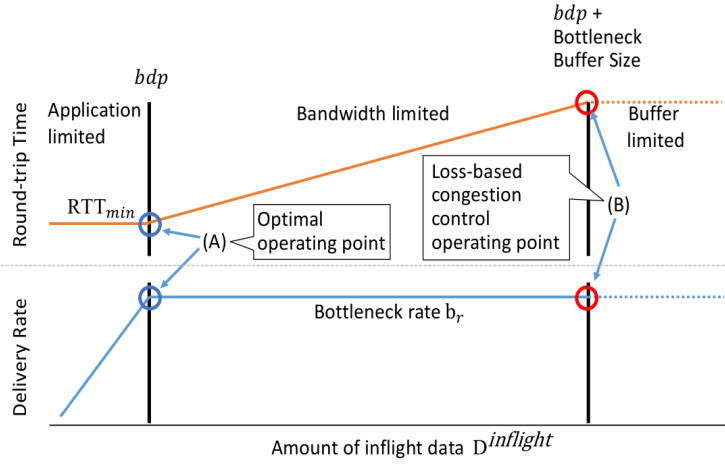 bdp +
Bottleneck
Buffer Size
bdp
Application
limited
Bandwidth limited
Buffer
limited
Round-trip Time
RTTmin
(A)
Optimal
operating point
Loss-based
congestion
control
operating point
(B)
Delivery Rate
Bottleneck rate br
Amount of inflight data D^inflight